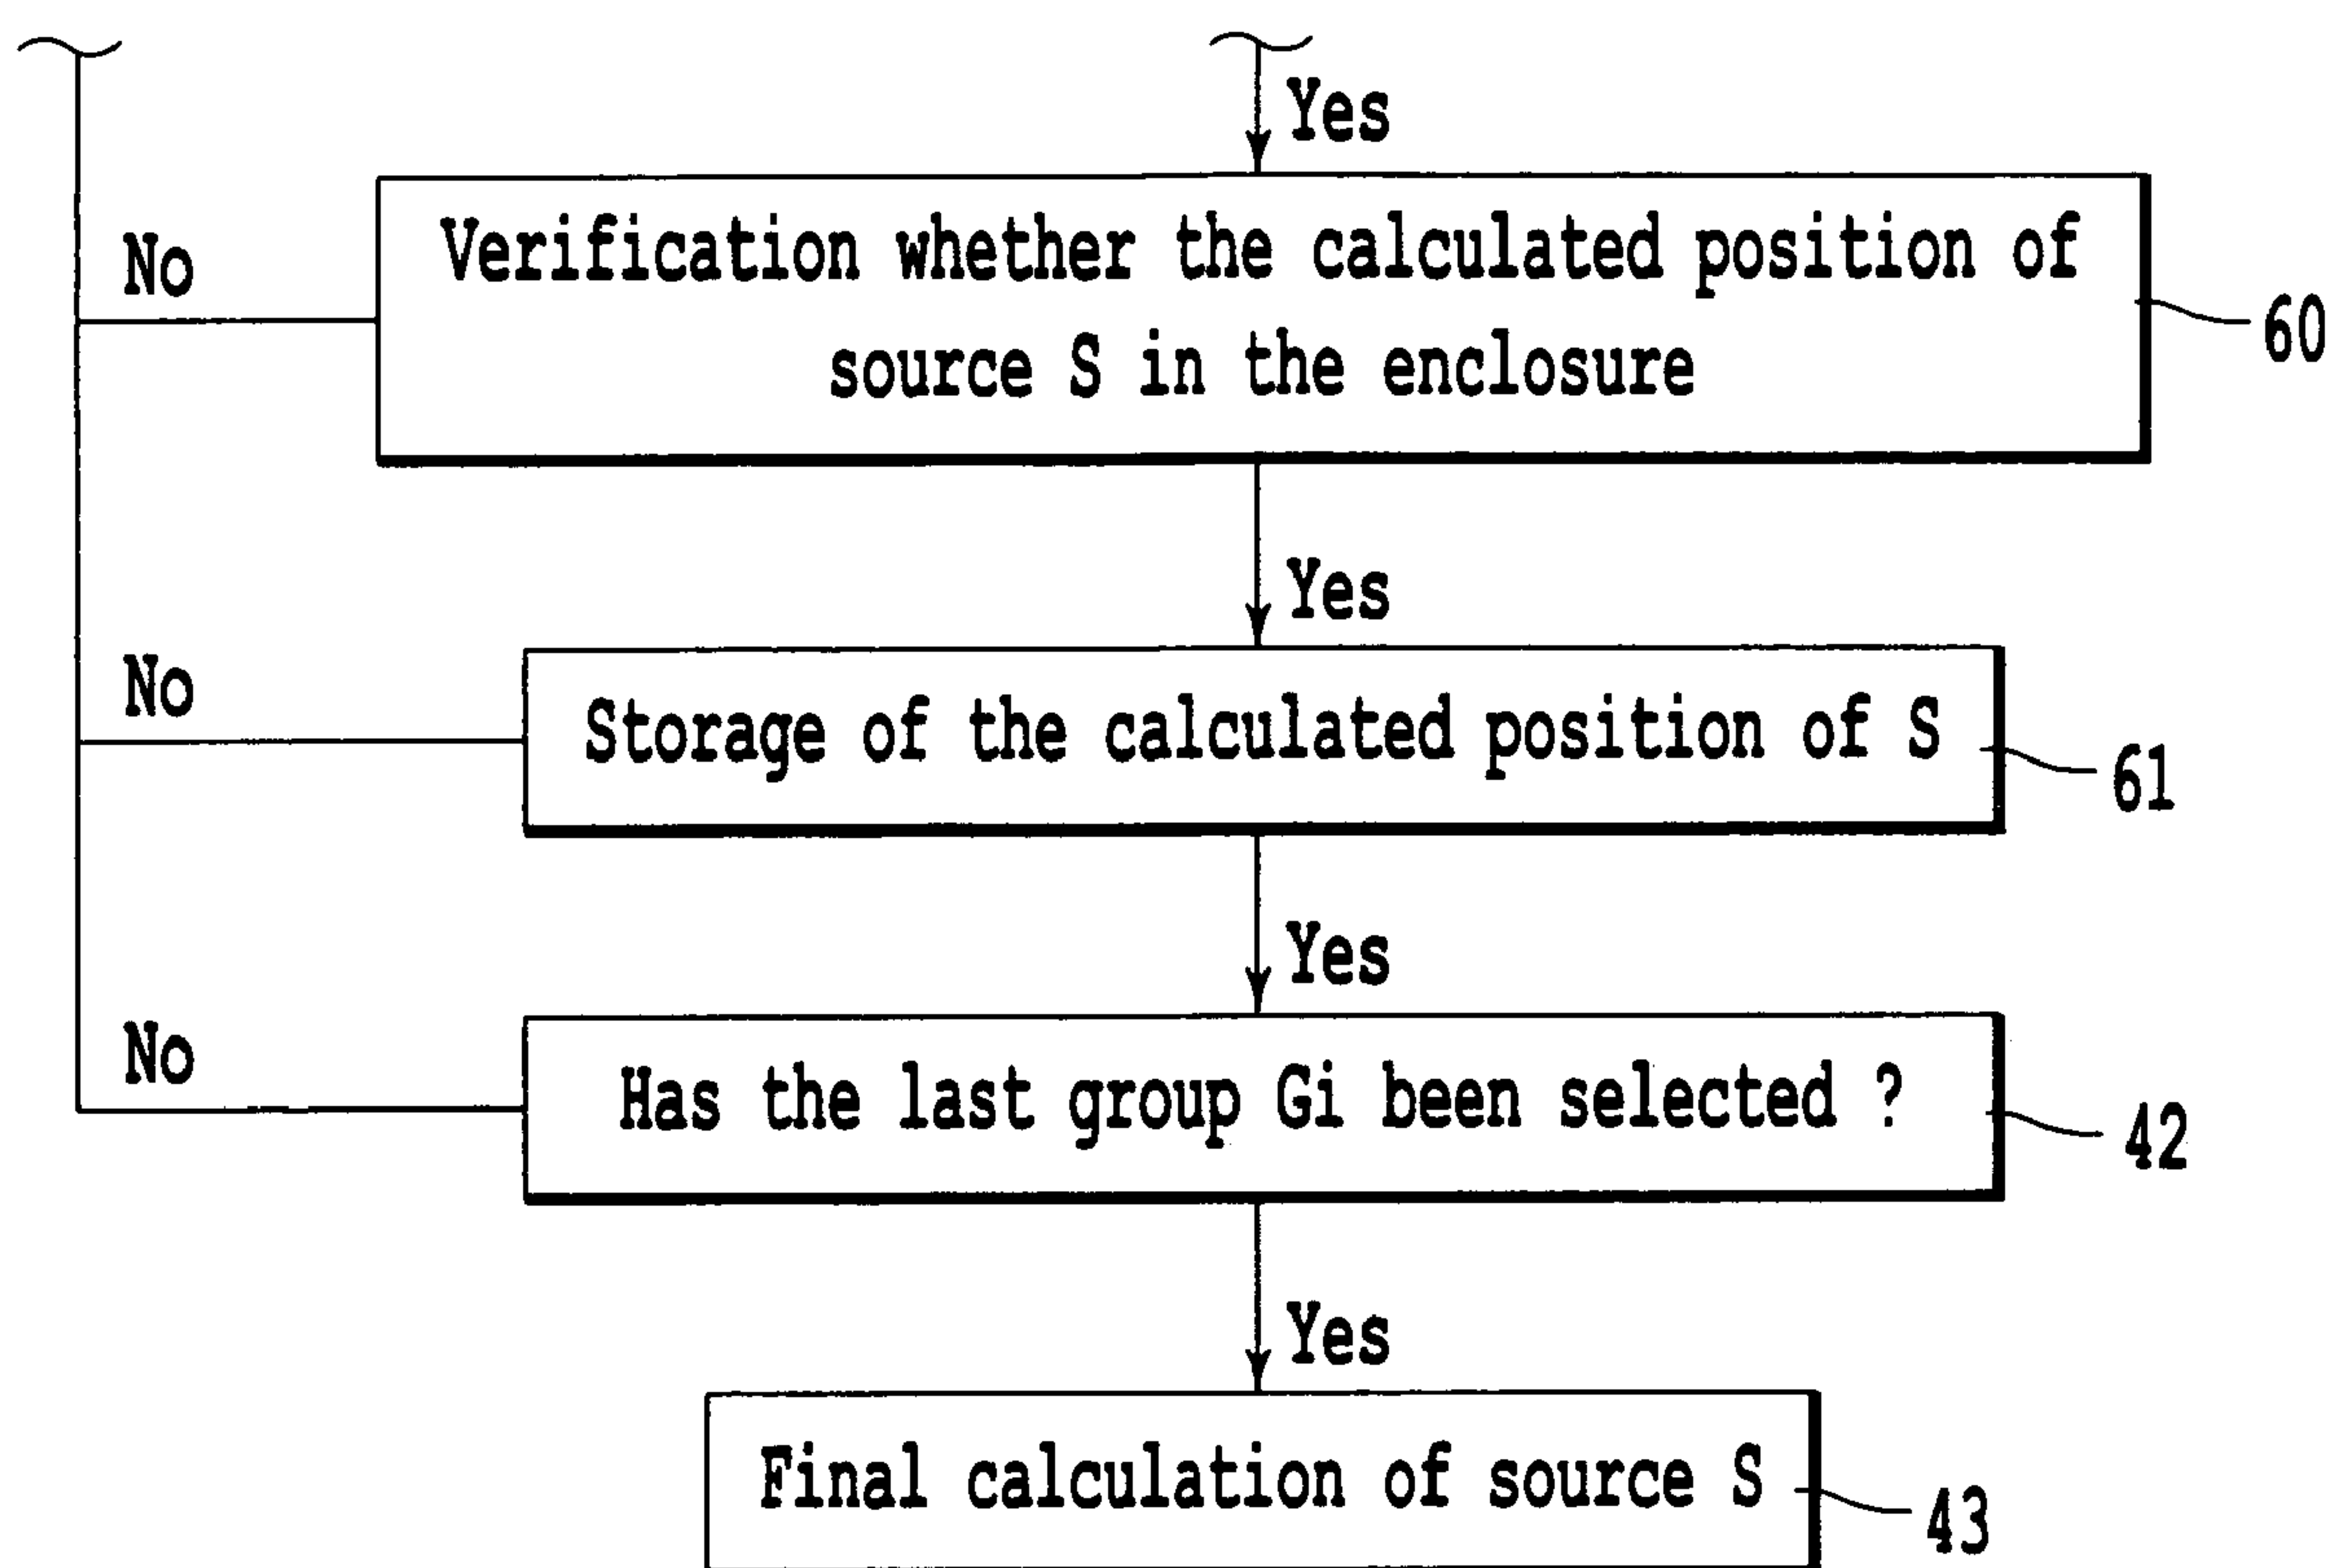 Yes
No
Verification whether the calculated position of
source S in the enclosure
60
Yes
No
Storage of the calculated position of S
61
Yes
No
Has the last group Gi been selected ?
42
Yes
Final calculation of source S
43